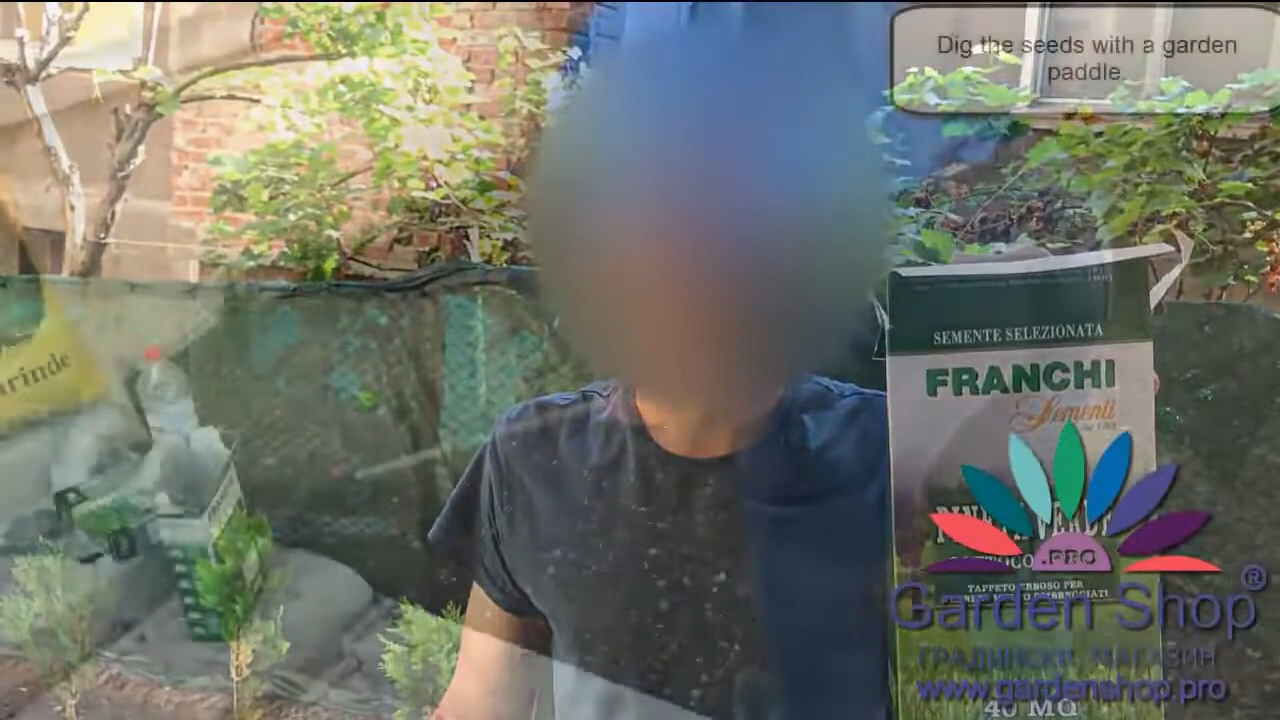 Dig the seeds with a garden
paddle.
arinde
SEMENTE SELEZIONATA
FRANCHI
Sementi
.PRO
TAPPETO ERBOSO PER
Garden Shop®
ГРАДИНСКИ МАГАЗИН
www.gardenshop.pro
40 MQ